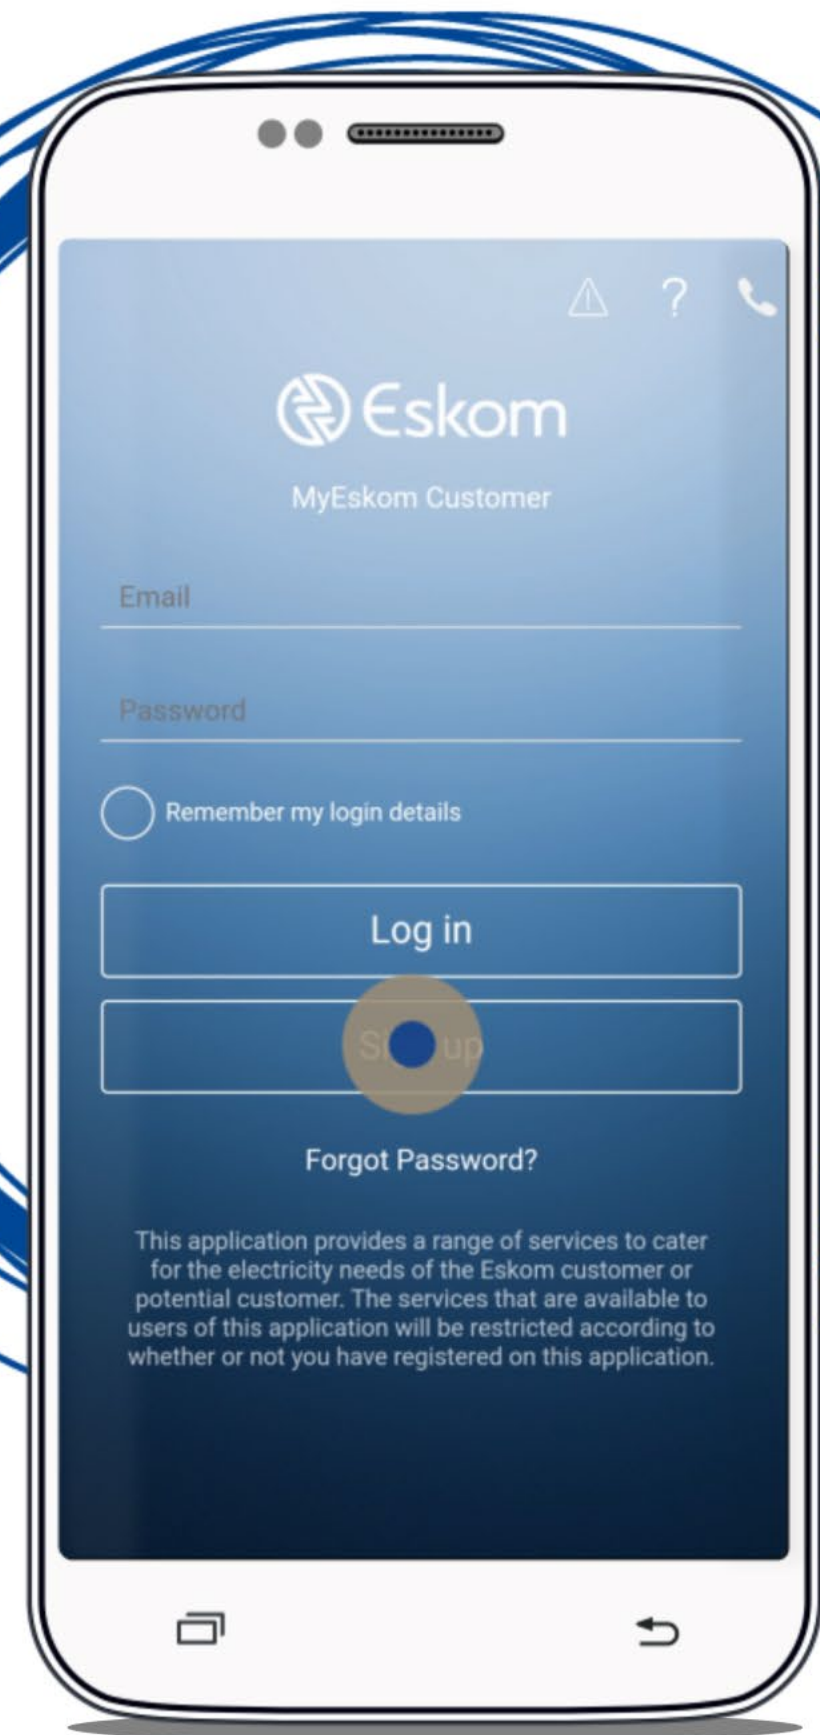 ?
Eskom
MyEskom Customer
Email
Password
Remember my login details
Log in
up
Forgot Password?
This application provides a range of services to cater
for the electricity needs of the Eskom customer or
potential customer. The services that are available to
users of this application will be restricted according to
whether or not you have registered on this application.